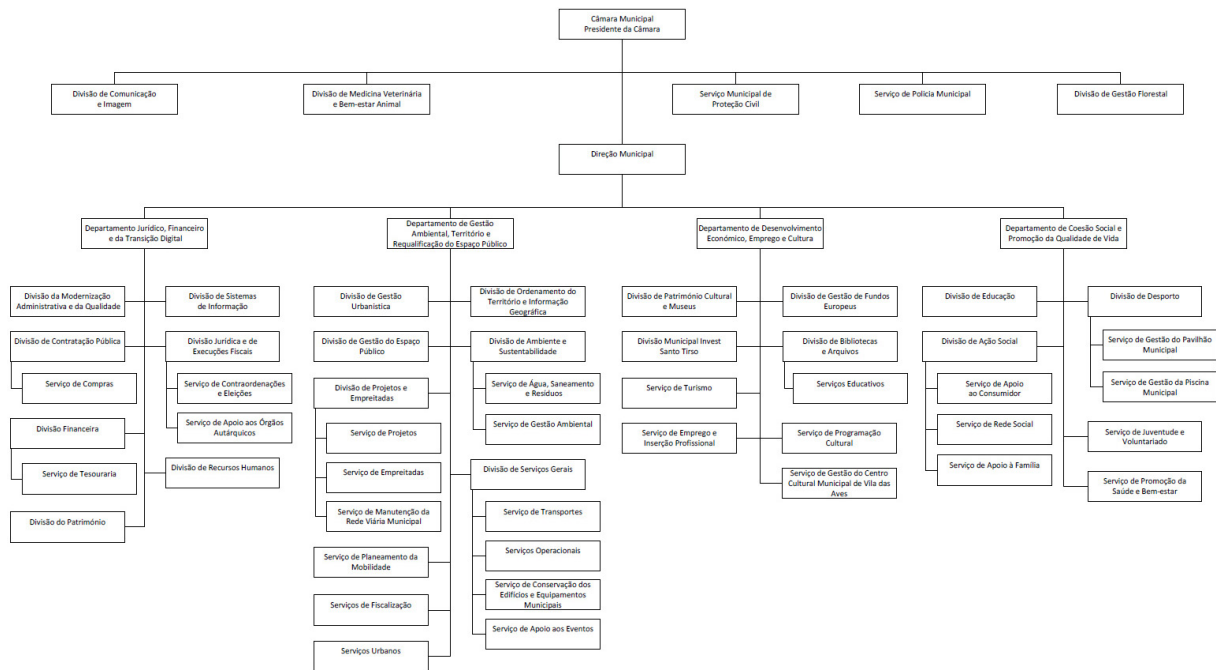 Câmara Municipal
Presidente da Câmara
Divisão de Comunicação
e Imagem
Divisão de Medicina Veterinária
e Bem-estar Animal
Serviço Municipal de
Proteção Civil
Serviço de Policia Municipal
Divisão de Gestão Florestal
Direção Municipal
Departamento Jurídico, Financeiro
e da Transição Digital
Departamento de Gestão
Ambiental, Território e
Requalificação do Espaço Público
Departamento de Desenvolvimento
Económico, Emprego e Cultura
Departamento de Coesão Social e
Promoção da Qualidade de Vida
Divisão da Modernização
Administrativa e da Qualidade
Divisão de Sistemas
de Informação
Divisão de Contratação Pública
Divisão Jurídica e de
Execuções Fiscais
Serviço de Compras
Serviço de Contraordenações
e Eleições
Serviço de Apoio aos Órgãos
Autárquicos
Divisão Financeira
Serviço de Tesouraria
Divisão de Recursos Humanos
Divisão do Património
Divisão de Gestão
Urbanística
Divisão de Ordenamento do
Território e Informação
Geográfica
Divisão de Gestão do Espaço
Público
Divisão de Ambiente e
Sustentabilidade
Serviço de Água, Saneamento
e Resíduos
Serviço de Gestão Ambiental
Divisão de Projetos e
Empreitadas
Serviço de Projetos
Serviço de Empreitadas
Serviço de Manutenção da
Rede Viária Municipal
Divisão de Serviços Gerais
Serviço de Transportes
Serviços Operacionais
Serviço de Conservação dos
Edifícios e Equipamentos
Municipais
Serviço de Apoio aos Eventos
Serviço de Planeamento da
Mobilidade
Serviços de Fiscalização
Serviços Urbanos
Divisão de Património Cultural
e Museus
Divisão de Gestão de Fundos
Europeus
Divisão Municipal Invest
Santo Tirso
Divisão de Bibliotecas
e Arquivos
Serviços Educativos
Serviço de Turismo
Serviço de Emprego e
Inserção Profissional
Serviço de Programação
Cultural
Serviço de Gestão do Centro
Cultural Municipal de Vila das
Aves
Divisão de Educação
Divisão de Desporto
Serviço de Gestão do Pavilhão
Municipal
Serviço de Gestão da Piscina
Municipal
Divisão de Ação Social
Serviço de Apoio
ao Consumidor
Serviço de Rede Social
Serviço de Apoio à Família
Serviço de Juventude e
Voluntariado
Serviço de Promoção da
Saúde e Bem-estar